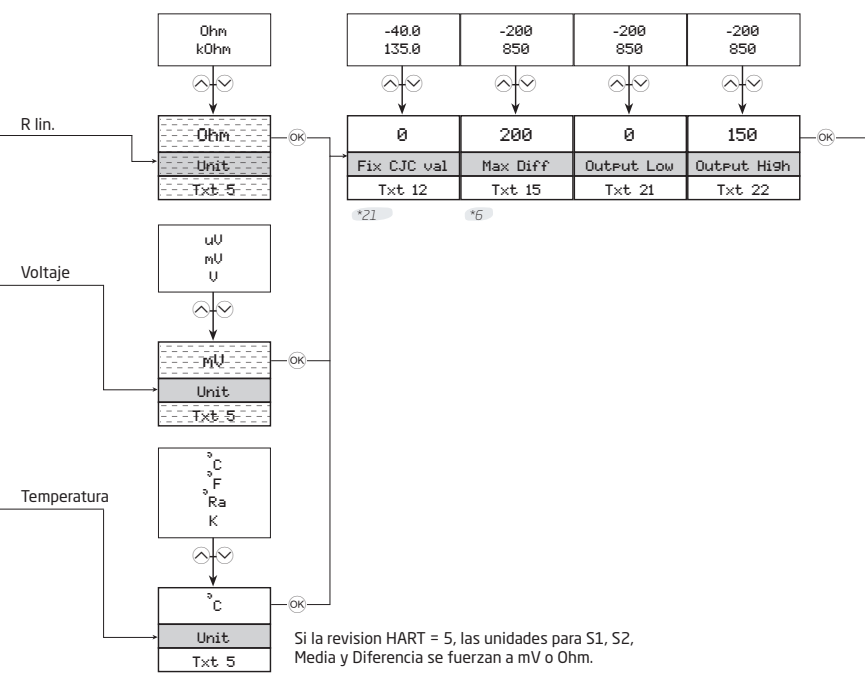 Ohm
kOhm
-40.0
135.0
-200
850
-200
850
-200
850
R lin.
Ohm
Unit
Txt 5
OK
0
Fix CJC val
Txt 12
*21
200
Max Diff
Txt 15
*6
0
Output Low
Txt 21
150
Output High
Txt 22
OK
Voltaje
uV
mV
V
mV
Unit
Txt 5
OK
Temperatura
°C
°F
°Ra
K
°C
Unit
Txt 5
OK
Si la revision HART = 5, las unidades para S1, S2,
Media y Diferencia se fuerzan a mV o Ohm.